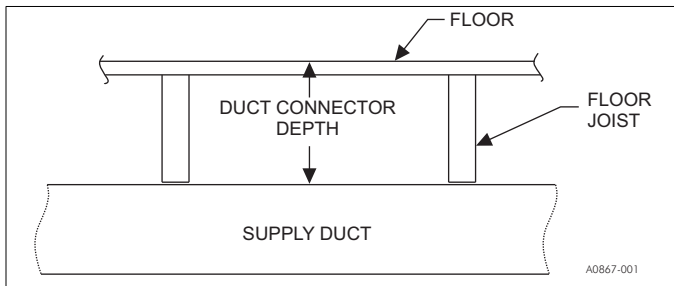 FLOOR
DUCT CONNECTOR
DEPTH
FLOOR
JOIST
SUPPLY DUCT
A0867-001